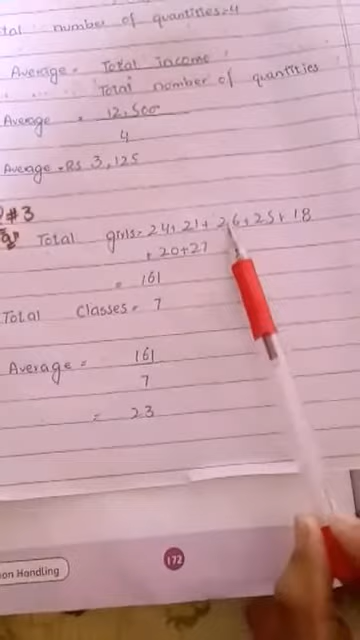 total number of quantities=4
Average = Total income
Total number of quantities
Average = 12,500
4
Average = Rs 3,125
Q#3
Total girls= 24+21+26+25+18
+20+27
= 161
Total Classes = 7
Average = 161
7
= 23
on Handling
172